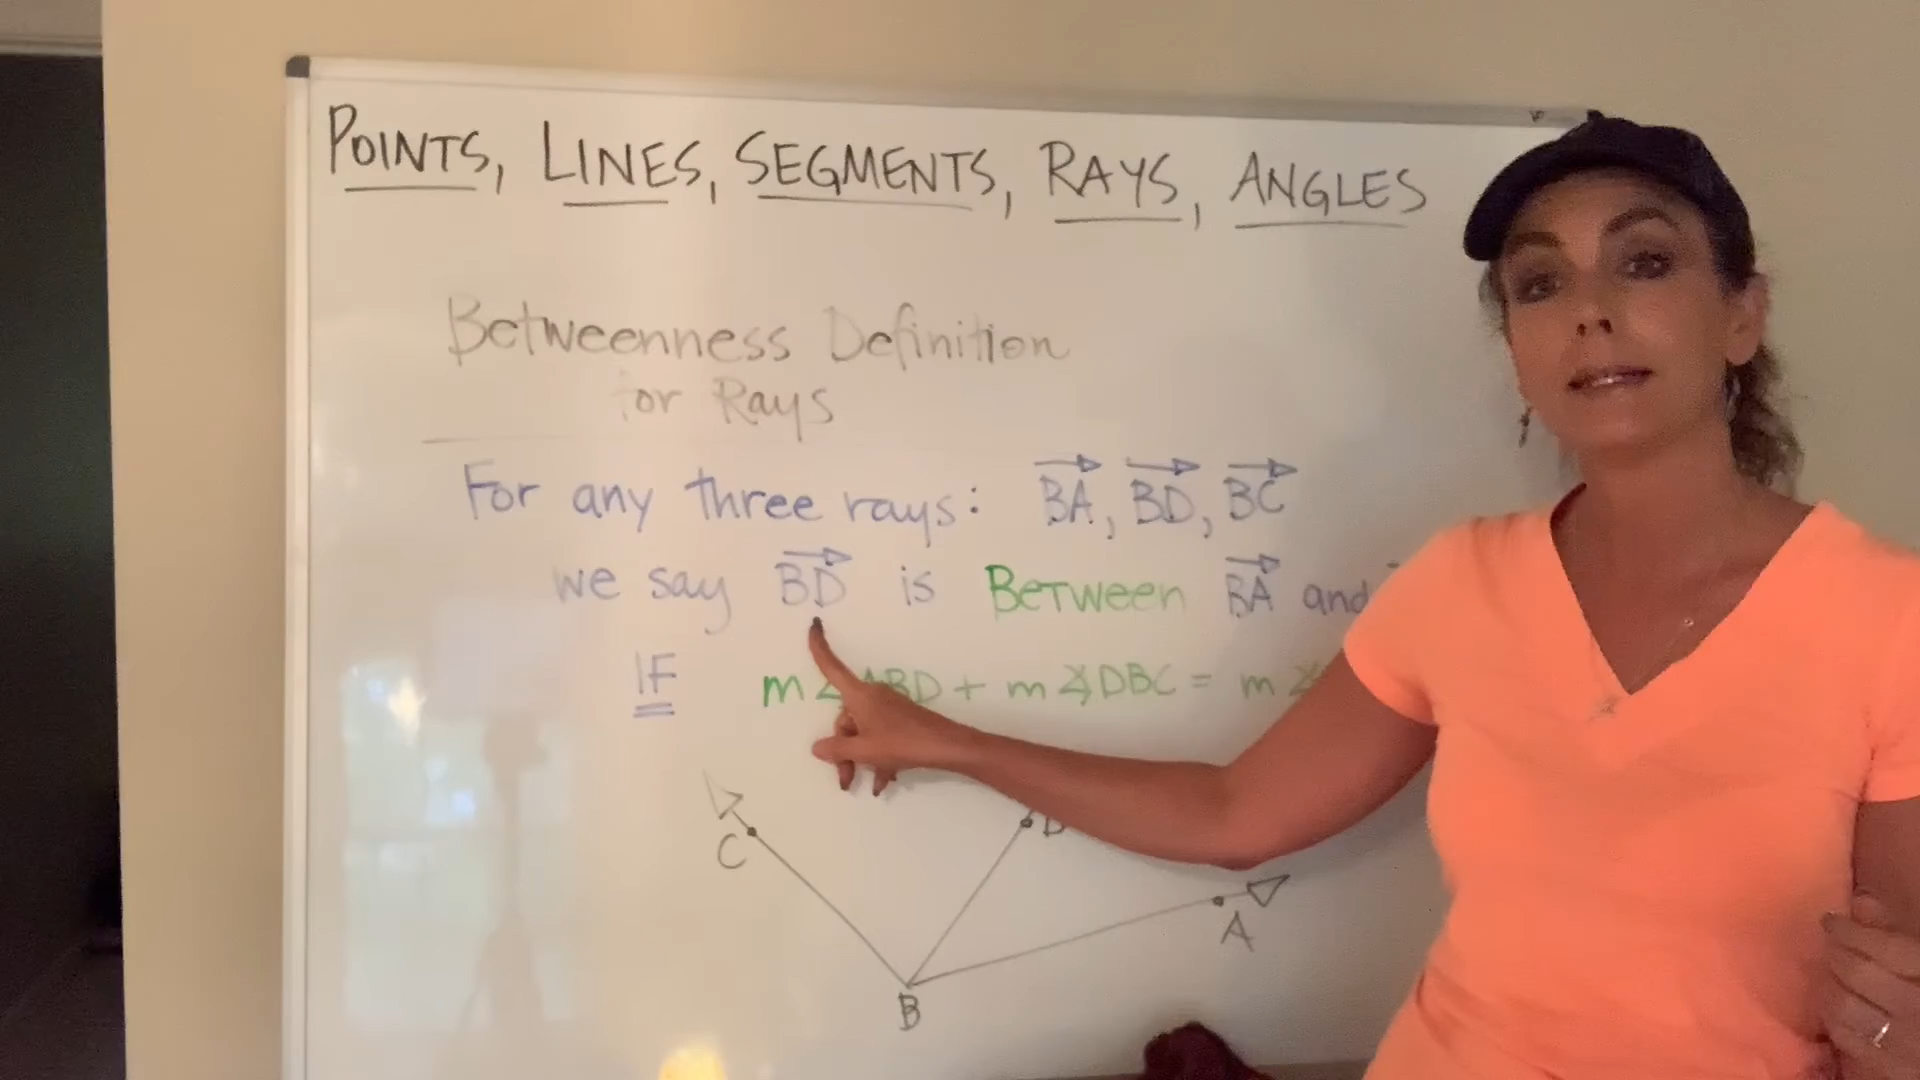 POINTS, LINES, SEGMENTS, RAYS, ANGLES
Betweenness Definition
for Rays
For any three rays: BA, BD, BC
we say BD is Between BA and
IF m∡ABD + m∡DBC = m∡
C
D
A
B